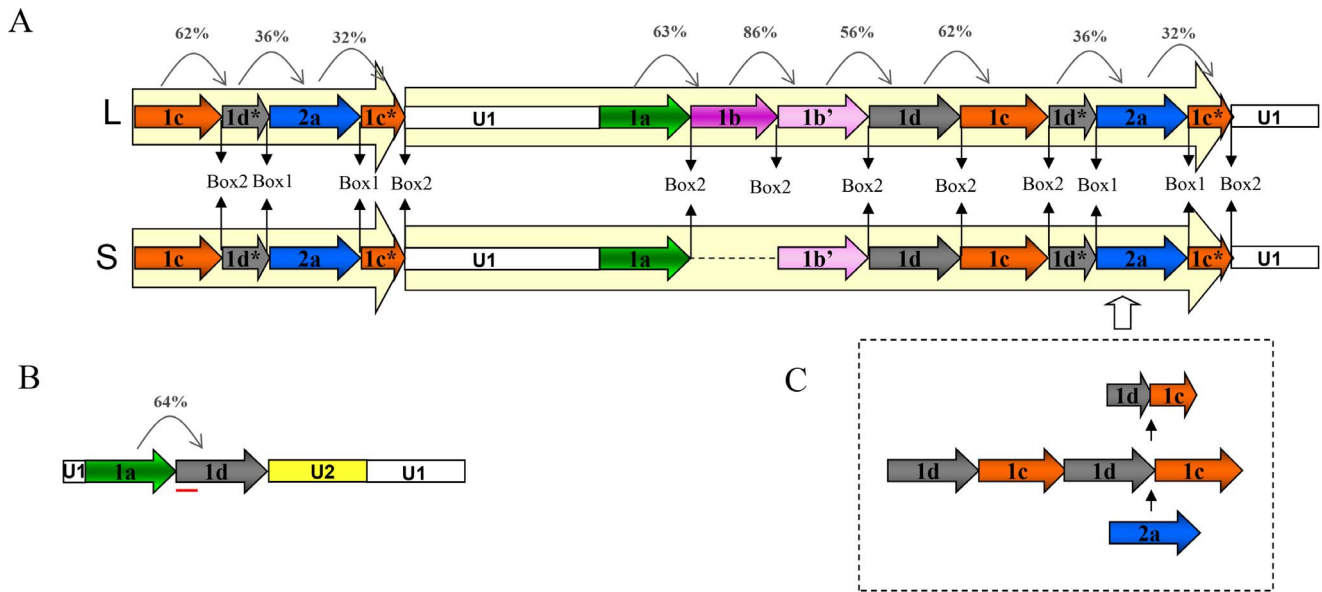 A
62% 36% 32% 63% 86% 56% 62% 36% 32%
L 1c 1d* 2a 1c* U1 1a 1b 1b’ 1d 1c 1d* 2a 1c* U1
Box2 Box1 Box1 Box2 Box2 Box2 Box2 Box2 Box2 Box1 Box1 Box2
S 1c 1d* 2a 1c* U1 1a 1b’ 1d 1c 1d* 2a 1c* U1
B
64%
U1 1a 1d U2 U1
C
1d 1c
1d 1c 1d 1c
2a